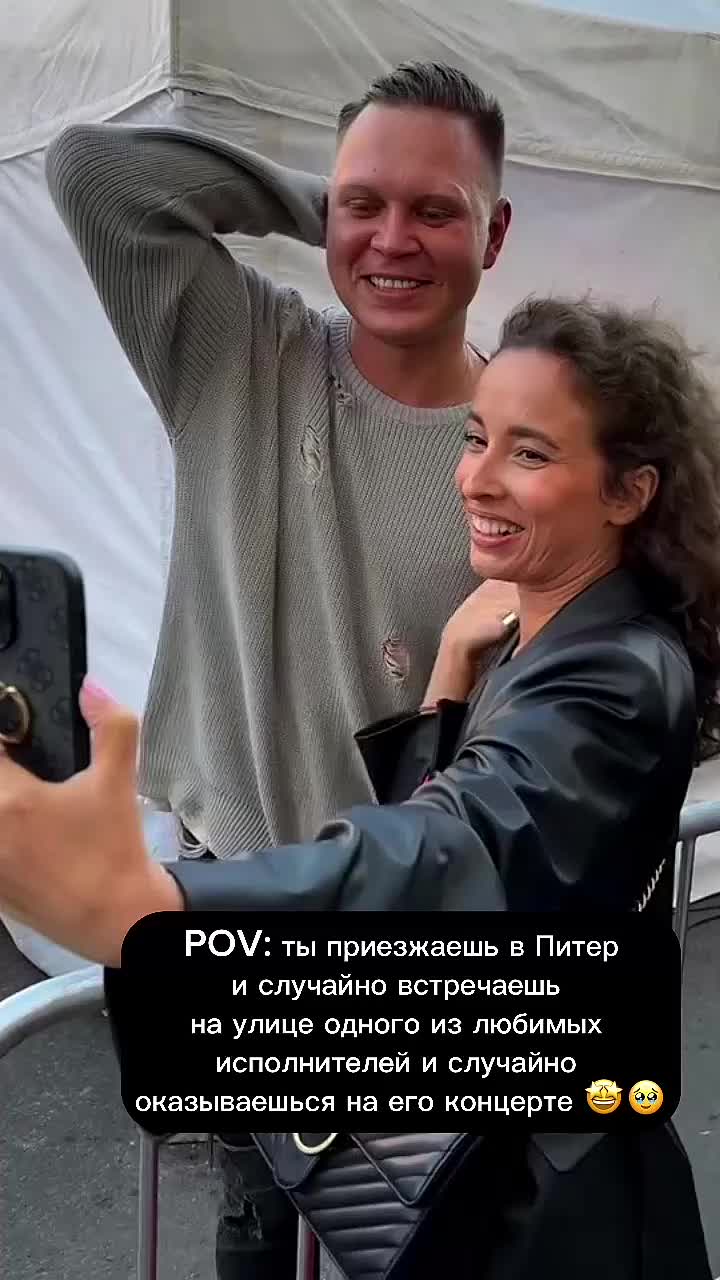 POV: ты приезжаешь в Питер
и случайно встречаешь
на улице одного из любимых
исполнителей и случайно
оказываешься на его концерте 🤩🥹